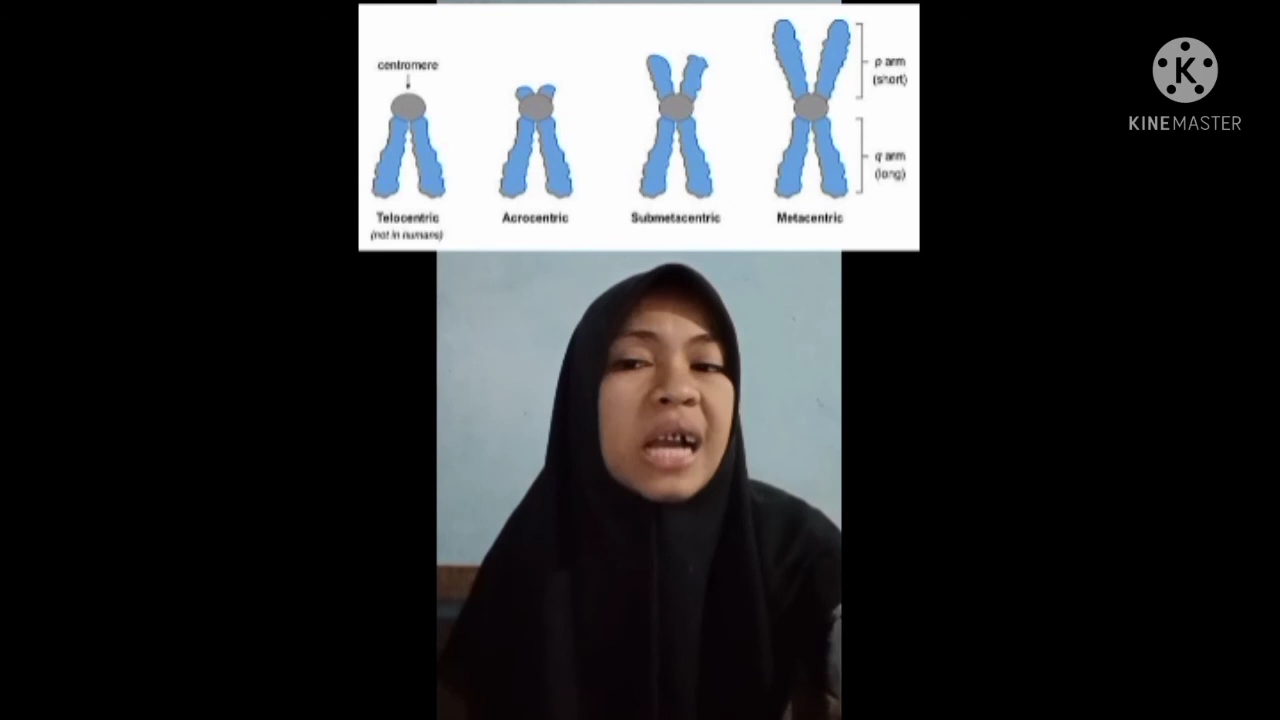 centromere
p arm
(short)
q arm
(long)
Telocentric
(not in humans)
Acrocentric
Submetacentric
Metacentric
K
KINEMASTER